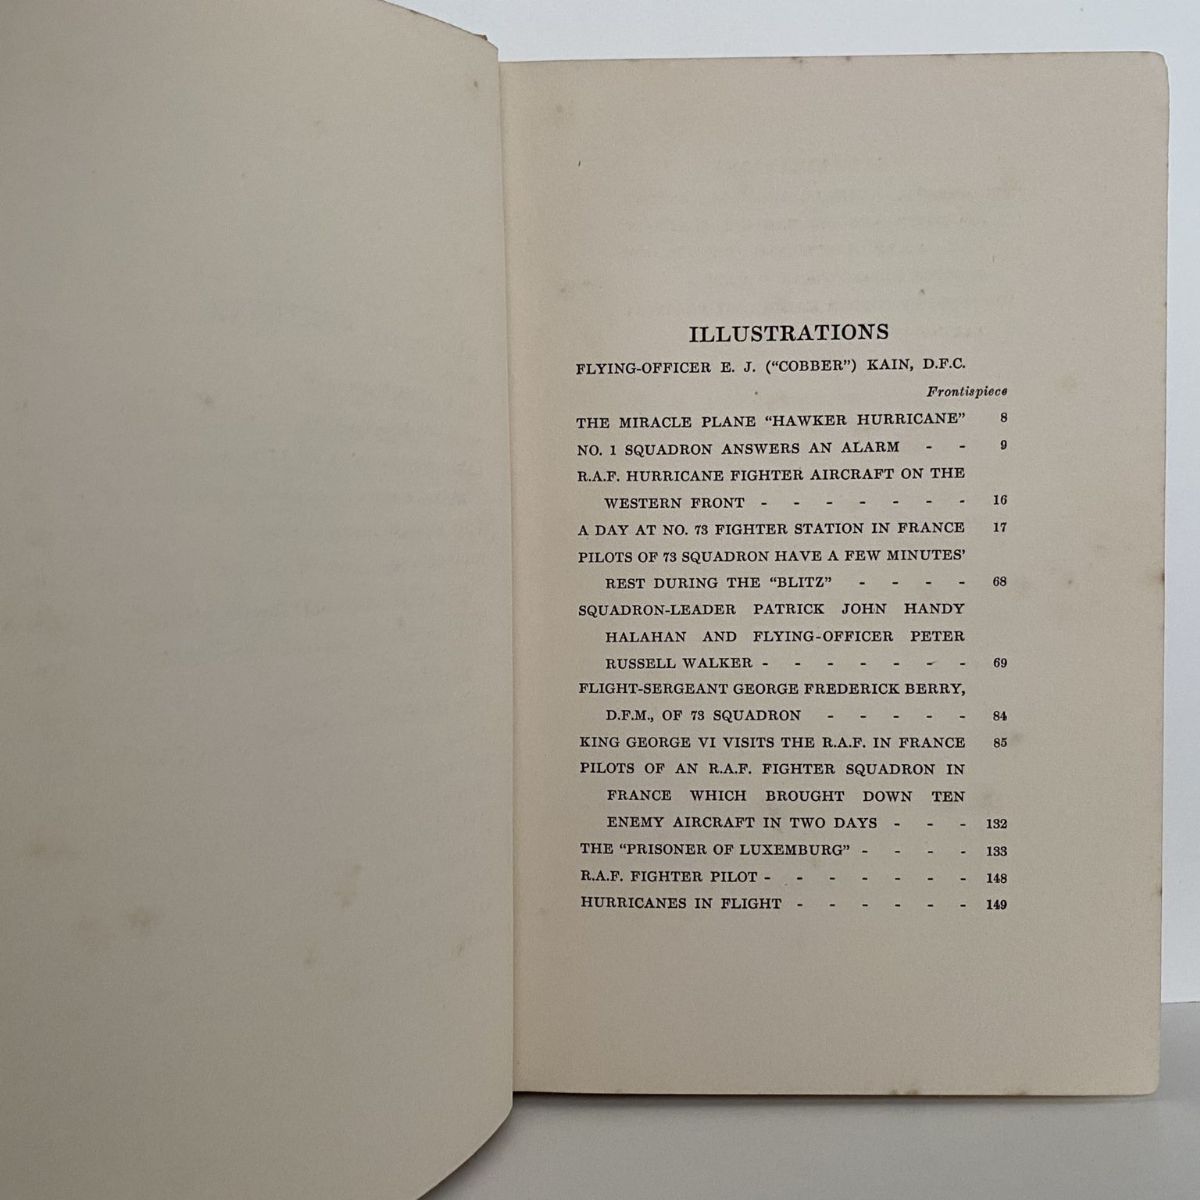 ILLUSTRATIONS
FLYING-OFFICER E. J. (“COBBER”) KAIN, D.F.C.
Frontispiece
THE MIRACLE PLANE “HAWKER HURRICANE” 8
NO. 1 SQUADRON ANSWERS AN ALARM - - 9
R.A.F. HURRICANE FIGHTER AIRCRAFT ON THE
WESTERN FRONT - - - - - - - 16
A DAY AT NO. 73 FIGHTER STATION IN FRANCE 17
PILOTS OF 73 SQUADRON HAVE A FEW MINUTES’
REST DURING THE “BLITZ” - - - - 68
SQUADRON-LEADER PATRICK JOHN HANDY
HALAHAN AND FLYING-OFFICER PETER
RUSSELL WALKER - - - - - - - 69
FLIGHT-SERGEANT GEORGE FREDERICK BERRY,
D.F.M., OF 73 SQUADRON - - - - - 84
KING GEORGE VI VISITS THE R.A.F. IN FRANCE 85
PILOTS OF AN R.A.F. FIGHTER SQUADRON IN
FRANCE WHICH BROUGHT DOWN TEN
ENEMY AIRCRAFT IN TWO DAYS - - - 132
THE “PRISONER OF LUXEMBURG” - - - - 133
R.A.F. FIGHTER PILOT - - - - - - - 148
HURRICANES IN FLIGHT - - - - - - 149